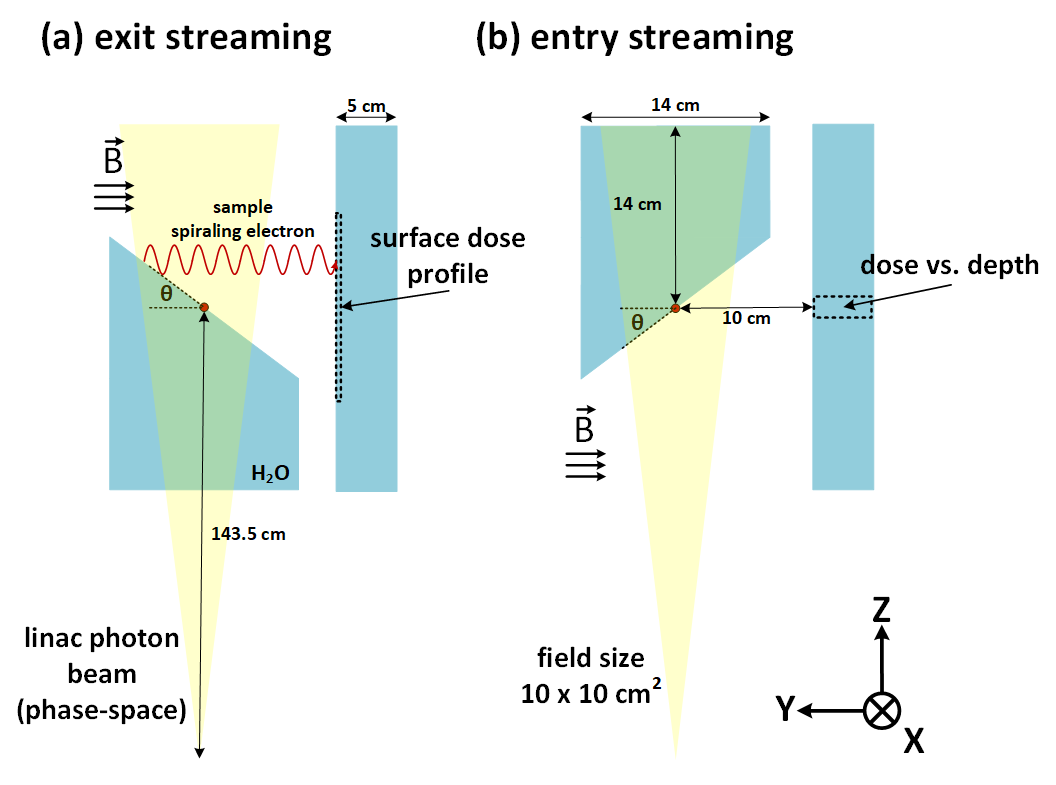 (a) exit streaming
(b) entry streaming
5 cm
14 cm
B
sample
spiraling electron
surface dose
profile
14 cm
dose vs. depth
θ
10 cm
θ
B
H₂O
143.5 cm
linac photon
beam
(phase-space)
field size
10 x 10 cm²
Z
Y
X